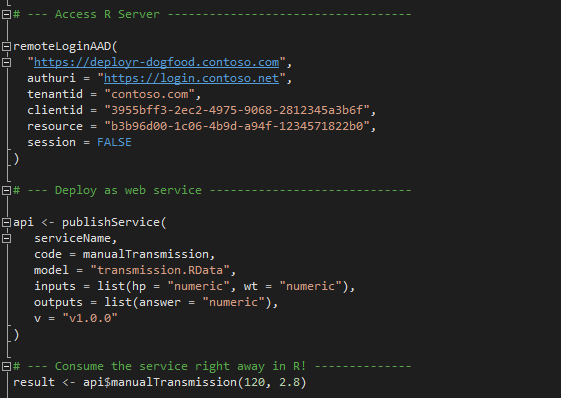 # --- Access R Server -----------------------------------
remoteLoginAAD(
"https://deployr-dogfood.contoso.com",
authuri = "https://login.contoso.net",
tenantid = "contoso.com",
clientid = "3955bff3-2ec2-4975-9068-2812345a3b6f",
resource = "b3b96d00-1c06-4b9d-a94f-1234571822b0",
session = FALSE
)
# --- Deploy as web service -----------------------------
api <- publishService(
serviceName,
code = manualTransmission,
model = "transmission.RData",
inputs = list(hp = "numeric", wt = "numeric"),
outputs = list(answer = "numeric"),
v = "v1.0.0"
)
# --- Consume the service right away in R! --------------
result <- api$manualTransmission(120, 2.8)